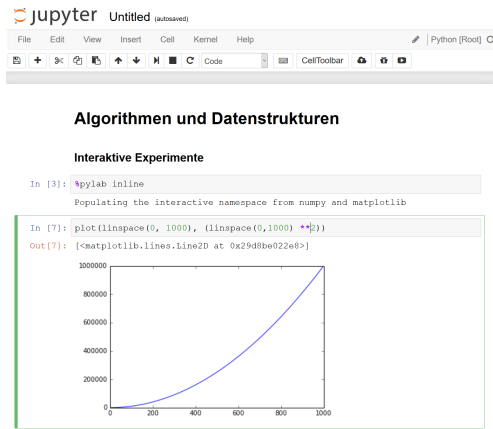 jupyter Untitled (autosaved)
File Edit View Insert Cell Kernel Help Python [Root]
Code CellToolbar
Algorithmen und Datenstrukturen
Interaktive Experimente
In [3]: %pylab inline
Populating the interactive namespace from numpy and matplotlib
In [7]: plot(linspace(0, 1000), (linspace(0,1000) **2))
Out[7]: [<matplotlib.lines.Line2D at 0x29d8be022e8>]
1000000
800000
600000
400000
200000
0
0 200 400 600 800 1000